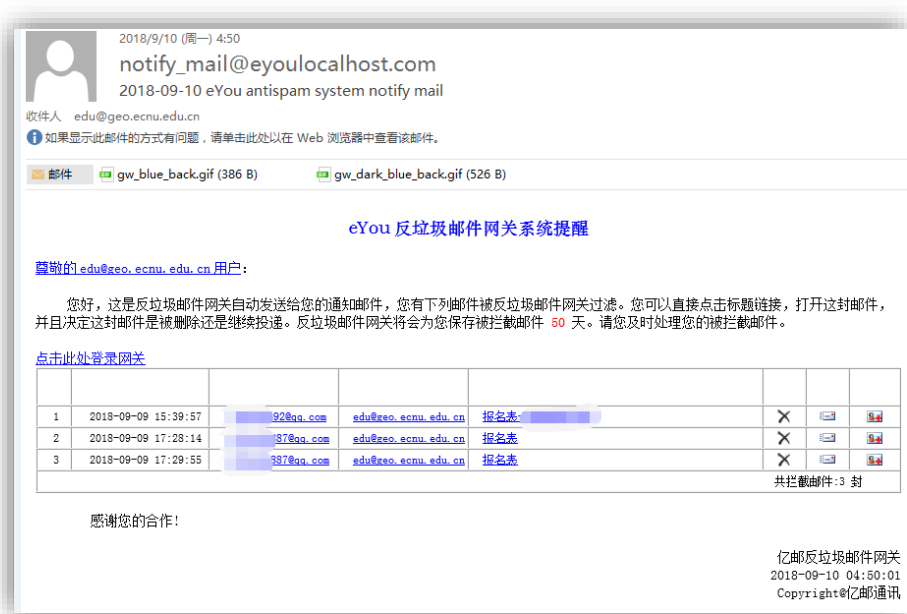 2018/9/10 (周一) 4:50
notify_mail@eyoulocalhost.com
2018-09-10 eYou antispam system notify mail
收件人 edu@geo.ecnu.edu.cn
如果显示此邮件的方式有问题，请单击此处以在 Web 浏览器中查看该邮件。
邮件 gw_blue_back.gif (386 B) gw_dark_blue_back.gif (526 B)
eYou 反垃圾邮件网关系统提醒
尊敬的 edu@geo.ecnu.edu.cn 用户：
您好，这是反垃圾邮件网关自动发送给您的通知邮件，您有下列邮件被反垃圾邮件网关过滤。您可以直接点击标题链接，打开这封邮件，
并且决定这封邮件是被删除还是继续投递。反垃圾邮件网关将会为您保存被拦截邮件 50 天。请您及时处理您的被拦截邮件。
点击此处登录网关
1 2018-09-09 15:39:57 92@qq.com edu@geo.ecnu.edu.cn 报名表
2 2018-09-09 17:28:14 87@qq.com edu@geo.ecnu.edu.cn 报名表
3 2018-09-09 17:29:55 887@qq.com edu@geo.ecnu.edu.cn 报名表
共拦截邮件:3 封
感谢您的合作！
亿邮反垃圾邮件网关
2018-09-10 04:50:01
Copyright@亿邮通讯